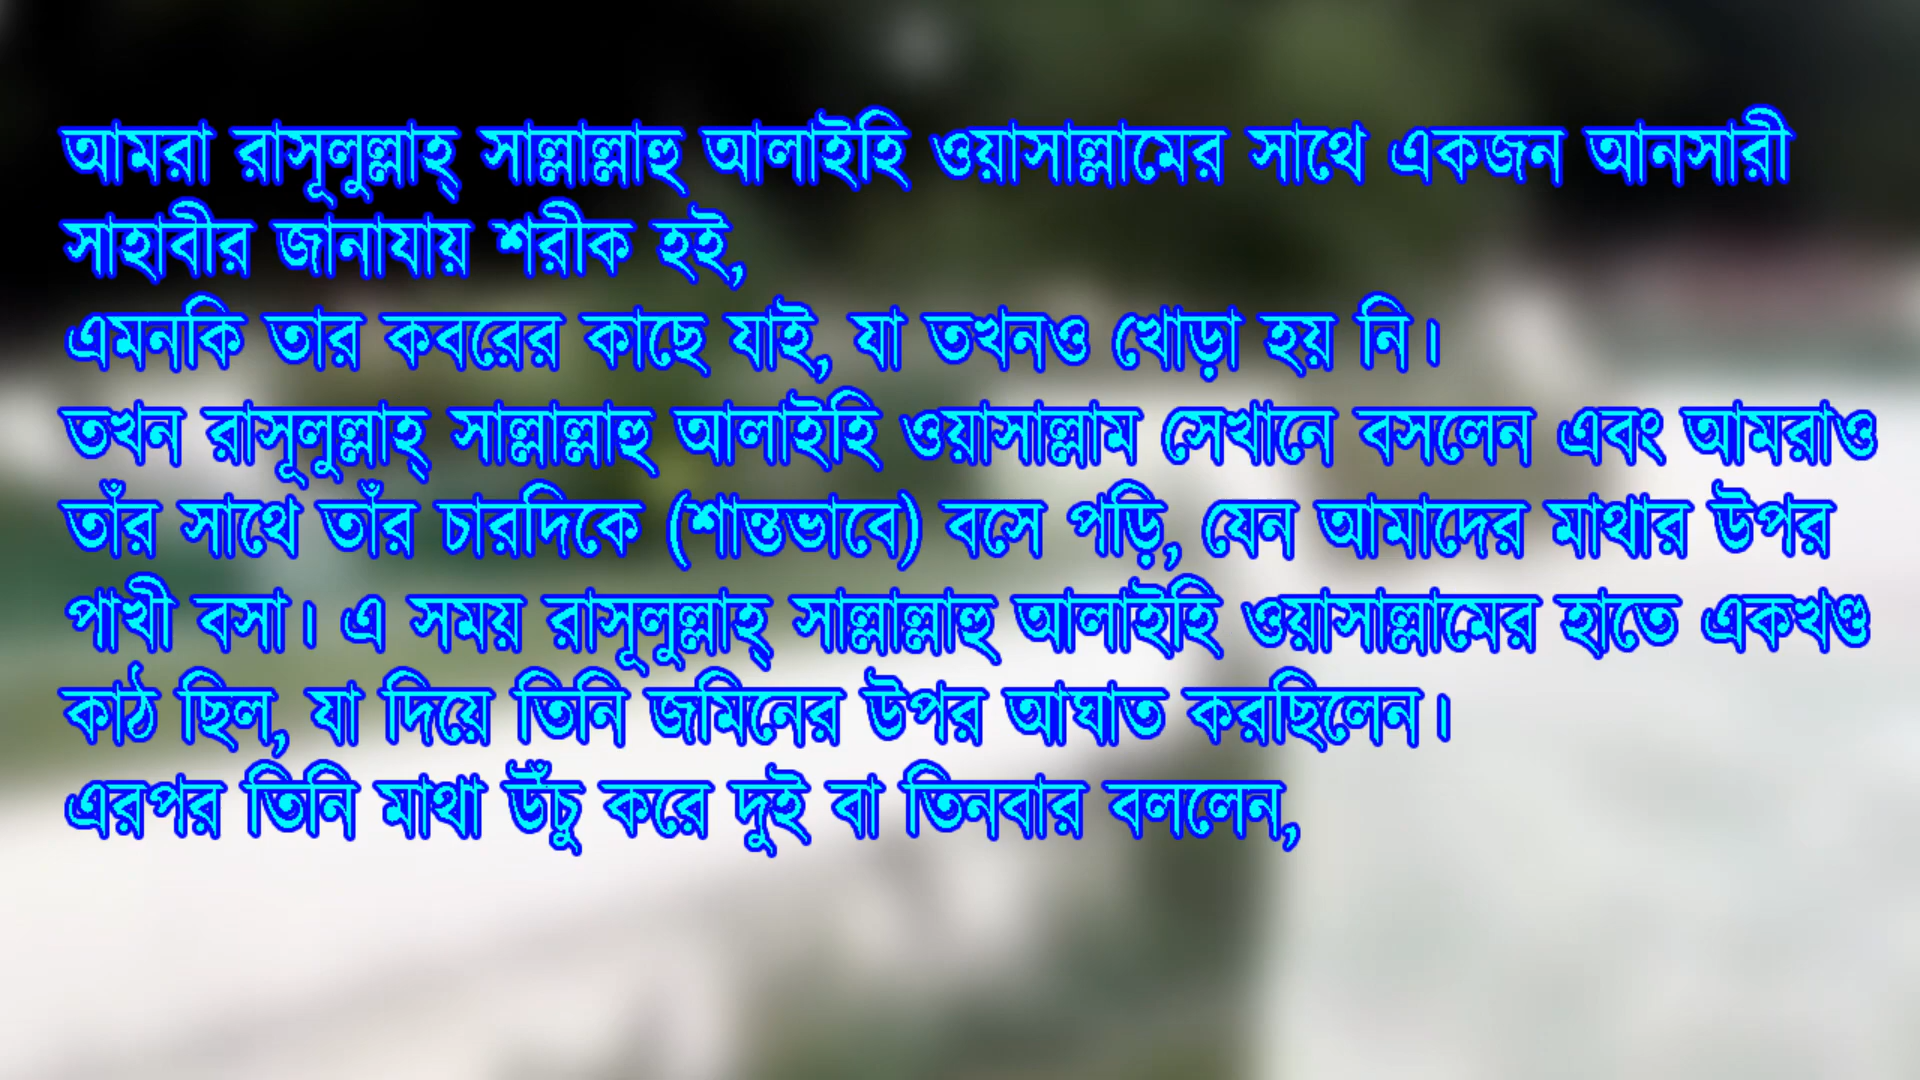 আমরা রাসূলুল্লাহ্ সাল্লাল্লাহু আলাইহি ওয়াসাল্লামের সাথে একজন আনসারী
সাহাবীর জানাযায় শরীক হই,
এমনকি তার কবরের কাছে যাই, যা তখনও খোড়া হয় নি।
তখন রাসূলুল্লাহ্ সাল্লাল্লাহু আলাইহি ওয়াসাল্লাম সেখানে বসলেন এবং আমরাও
তাঁর সাথে তাঁর চারদিকে (শান্তভাবে) বসে পড়ি, যেন আমাদের মাথার উপর
পাখী বসা। এ সময় রাসূলুল্লাহ্ সাল্লাল্লাহু আলাইহি ওয়াসাল্লামের হাতে একখণ্ড
কাঠ ছিল, যা দিয়ে তিনি জমিনের উপর আঘাত করছিলেন।
এরপর তিনি মাথা উঁচু করে দুই বা তিনবার বললেন,